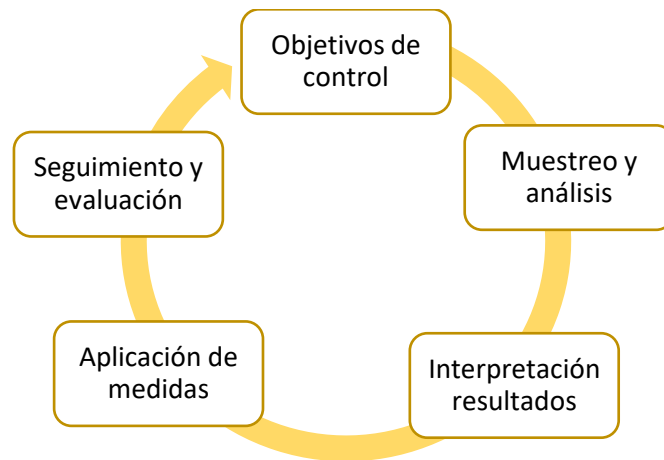 Objetivos de
control
Muestreo y
análisis
Interpretación
resultados
Aplicación de
medidas
Seguimiento y
evaluación